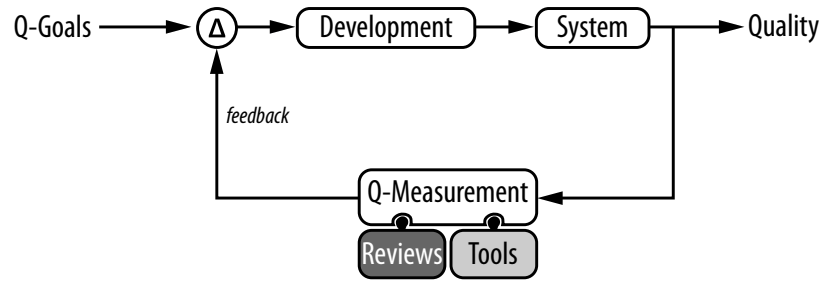 Q-Goals Δ Development System Quality
feedback
Q-Measurement
Reviews Tools